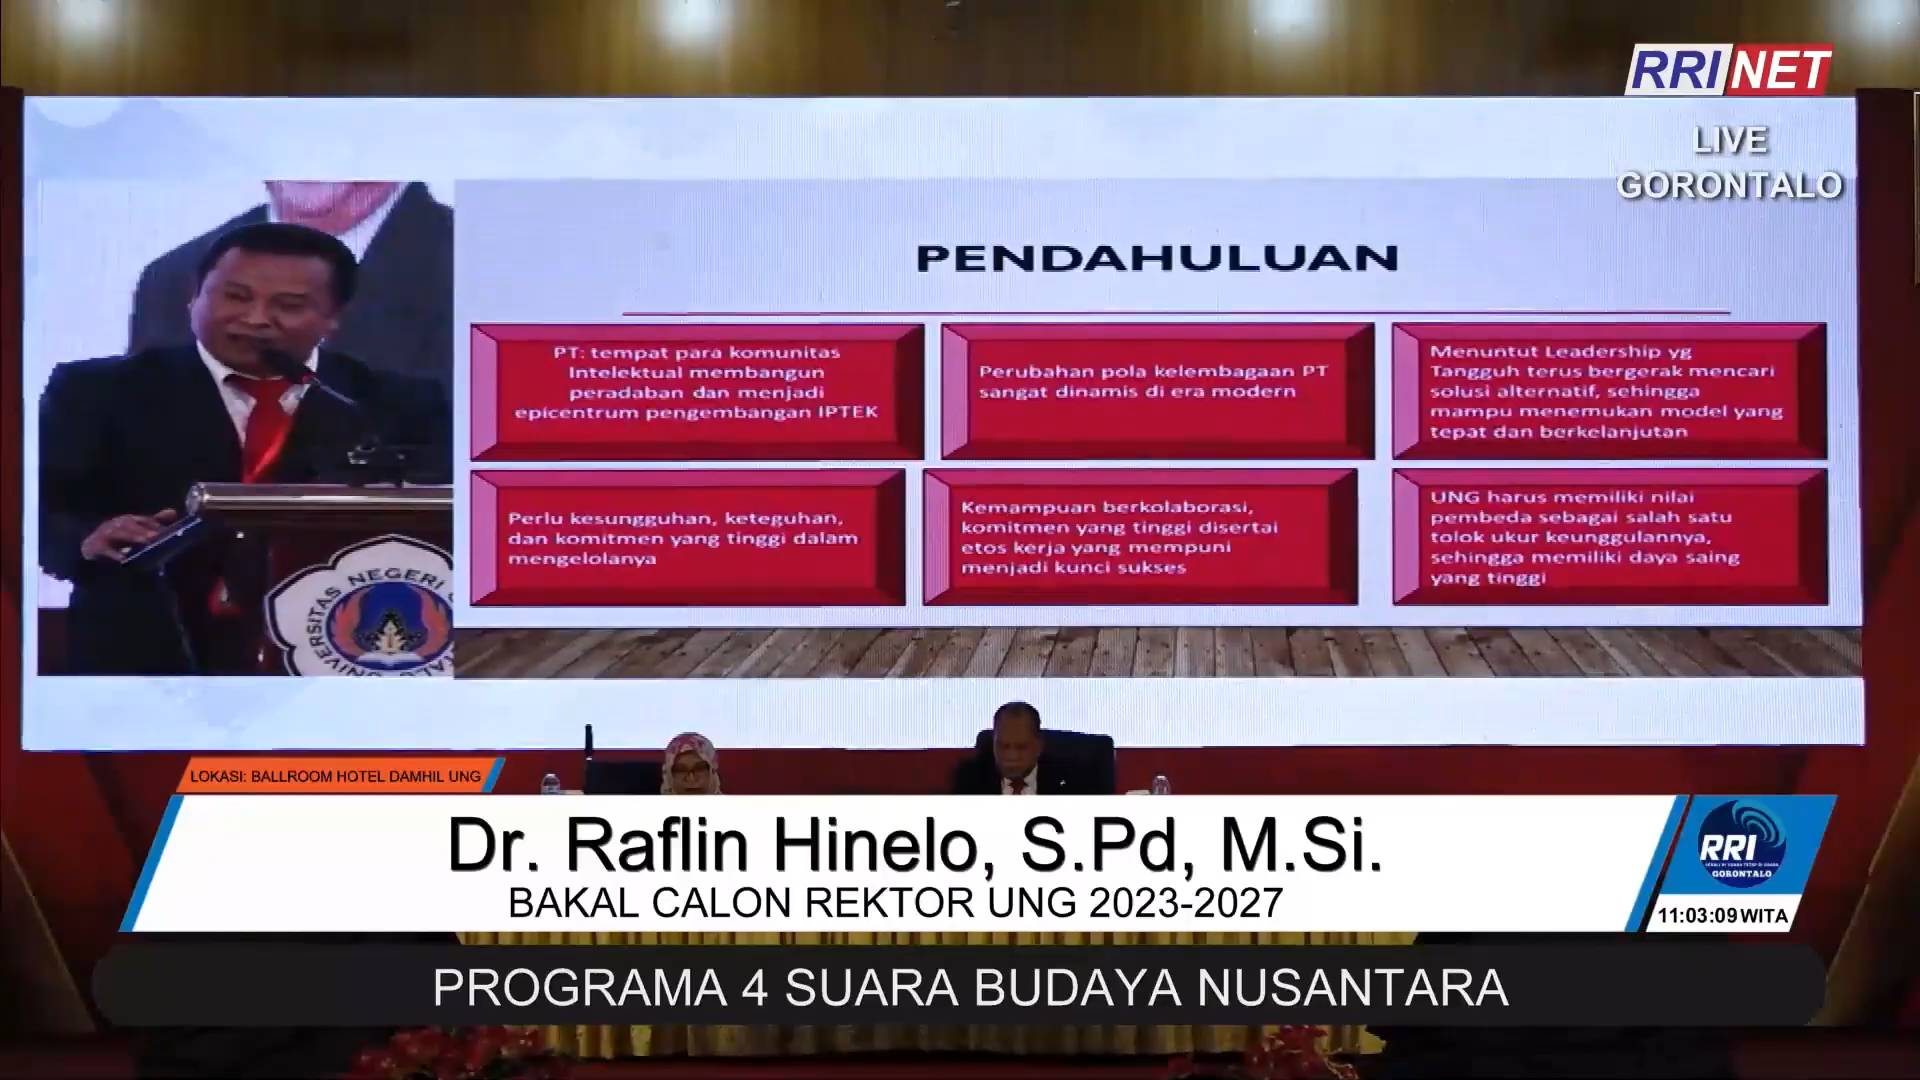 RRI NET
LIVE
GORONTALO
PENDAHULUAN
PT: tempat para komunitas
Intelektual membangun
peradaban dan menjadi
epicentrum pengembangan IPTEK
Perubahan pola kelembagaan PT
sangat dinamis di era modern
Menuntut Leadership yg
Tangguh terus bergerak mencari
solusi alternatif, sehingga
mampu menemukan model yang
tepat dan berkelanjutan
Perlu kesungguhan, keteguhan,
dan komitmen yang tinggi dalam
mengelolanya
Kemampuan berkolaborasi,
komitmen yang tinggi disertai
etos kerja yang mempuni
menjadi kunci sukses
UNG harus memiliki nilai
pembeda sebagai salah satu
tolok ukur keunggulannya,
sehingga memiliki daya saing
yang tinggi
UNIVERSITAS NEGERI
LOKASI: BALLROOM HOTEL DAMHIL UNG
Dr. Raflin Hinelo, S.Pd, M.Si.
BAKAL CALON REKTOR UNG 2023-2027
RRI
GORONTALO
11:03:09 WITA
PROGRAMA 4 SUARA BUDAYA NUSANTARA